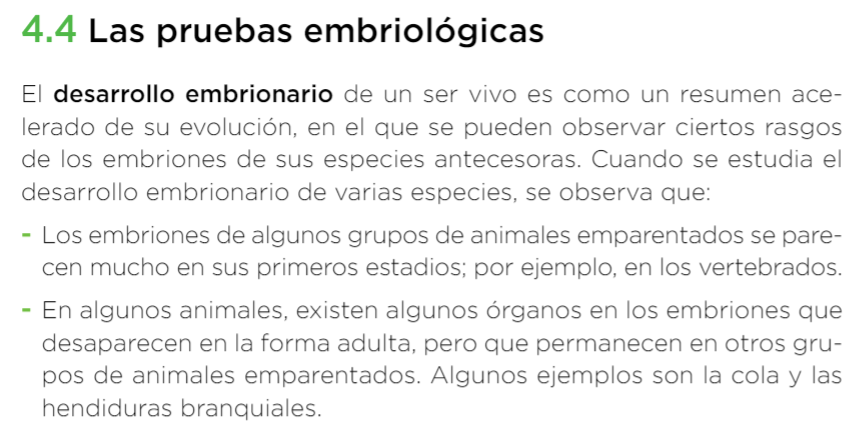 4.4 Las pruebas embriológicas
El desarrollo embrionario de un ser vivo es como un resumen ace-
lerado de su evolución, en el que se pueden observar ciertos rasgos
de los embriones de sus especies antecesoras. Cuando se estudia el
desarrollo embrionario de varias especies, se observa que:
- Los embriones de algunos grupos de animales emparentados se pare-
cen mucho en sus primeros estadios; por ejemplo, en los vertebrados.
- En algunos animales, existen algunos órganos en los embriones que
desaparecen en la forma adulta, pero que permanecen en otros gru-
pos de animales emparentados. Algunos ejemplos son la cola y las
hendiduras branquiales.